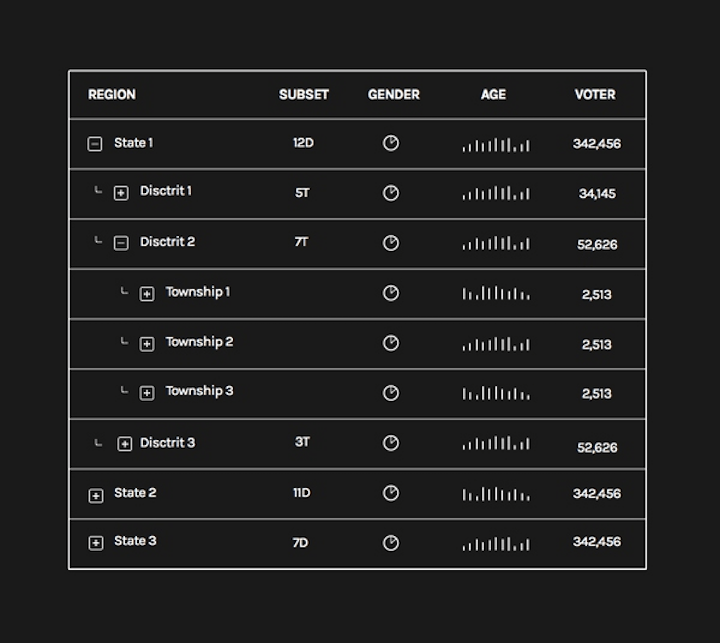 REGION SUBSET GENDER AGE VOTER
State 1 12D 342,456
Disctrit 1 5T 34,145
Disctrit 2 7T 52,626
Township 1 2,513
Township 2 2,513
Township 3 2,513
Disctrit 3 3T 52,626
State 2 11D 342,456
State 3 7D 342,456